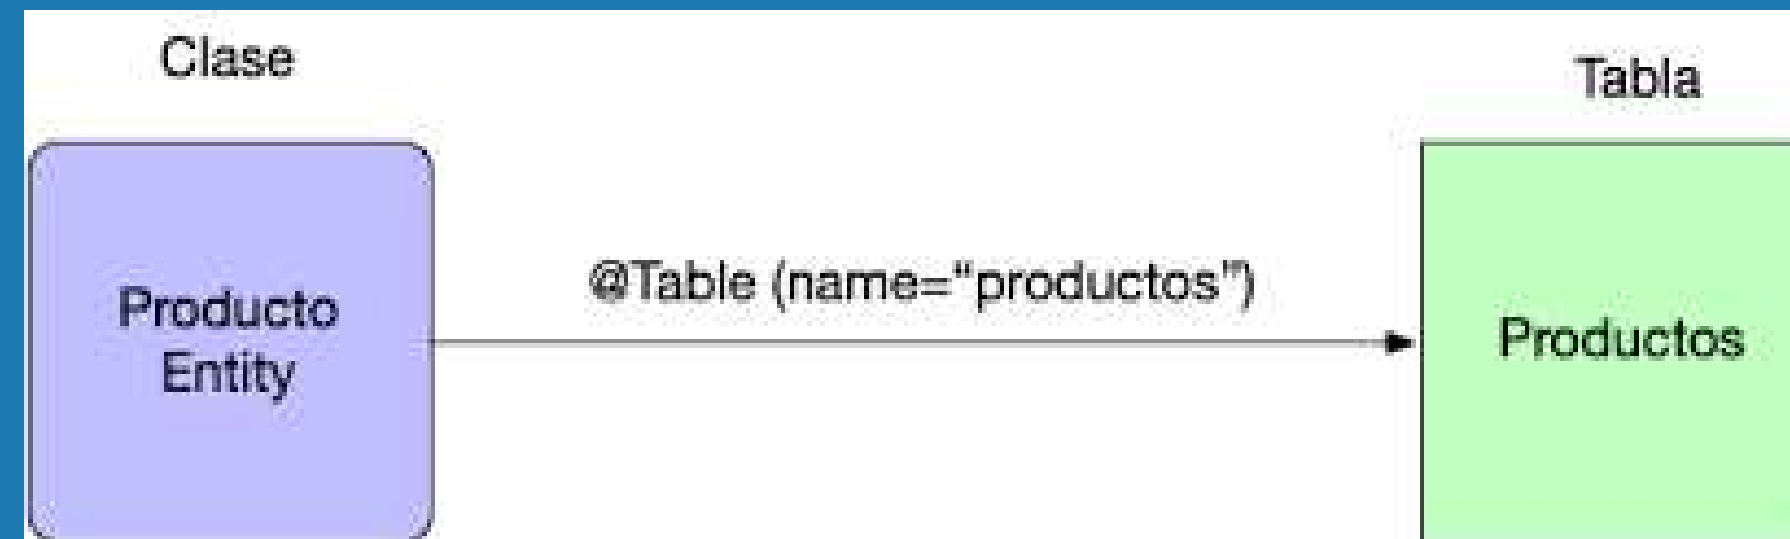 Clase
Tabla
Producto
Entity
@Table (name=“productos”)
Productos